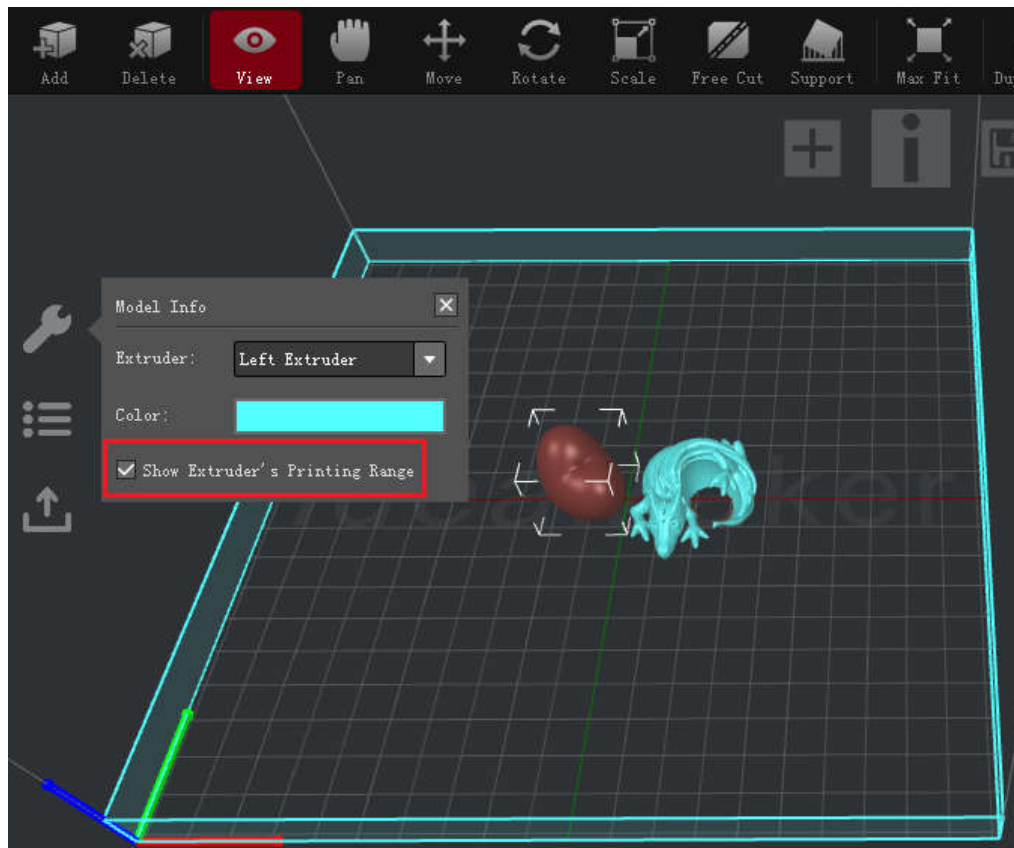 Add Delete View Pan Move Rotate Scale Free Cut Support Max Fit
Model Info
Extruder: Left Extruder
Color:
Show Extruder's Printing Range